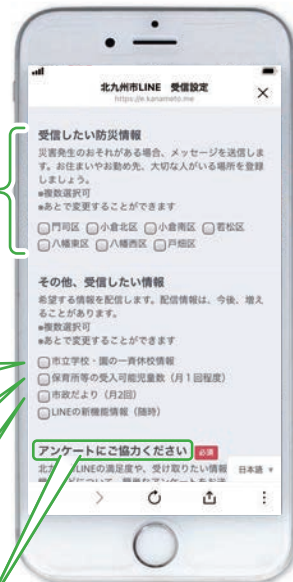 北九州市LINE　受信設定
https://e.kanameto.me
受信したい防災情報
災害発生のおそれがある場合、メッセージを送信しま
す。お住まいやお勤め先、大切な人がいる場所を登録
しましょう。
●複数選択可
●あとで変更することができます
門司区 小倉北区 小倉南区 若松区
八幡東区 八幡西区 戸畑区
その他、受信したい情報
希望する情報を配信します。配信情報は、今後、増え
ることがあります。
●複数選択可
●あとで変更することができます
市立学校・園の一斉休校情報
保育所等の受入可能児童数（月１回程度）
市政だより（月2回）
LINEの新機能情報（随時）
アンケートにご協力ください 必須
北九州市LINEの満足度や、受け取りたい情報
日本語